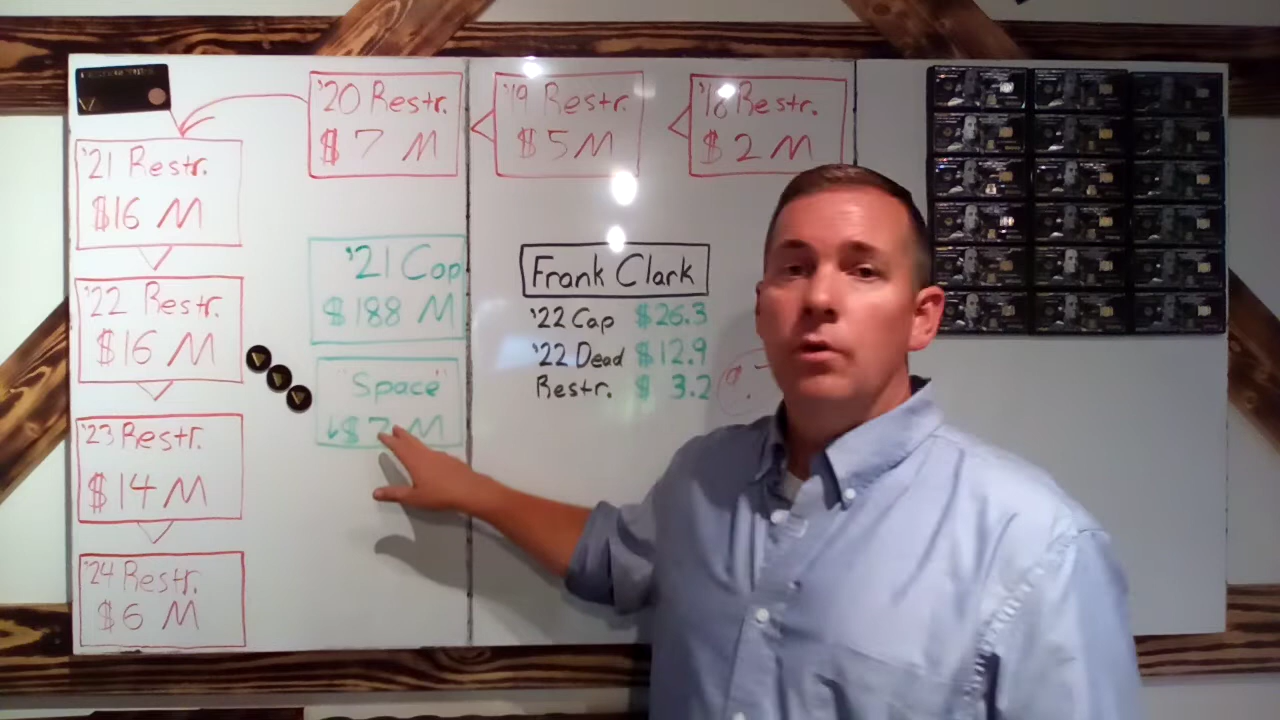 '20 Restr.
$7 M
'19 Restr.
$5 M
'18 Restr.
$2 M
'21 Restr.
$16 M
'22 Restr.
$16 M
'23 Restr.
$14 M
'24 Restr.
$6 M
'21 Cap
$188 M
"Space"
Frank Clark
'22 Cap $26.3
'22 Dead $12.9
Restr. $3.2